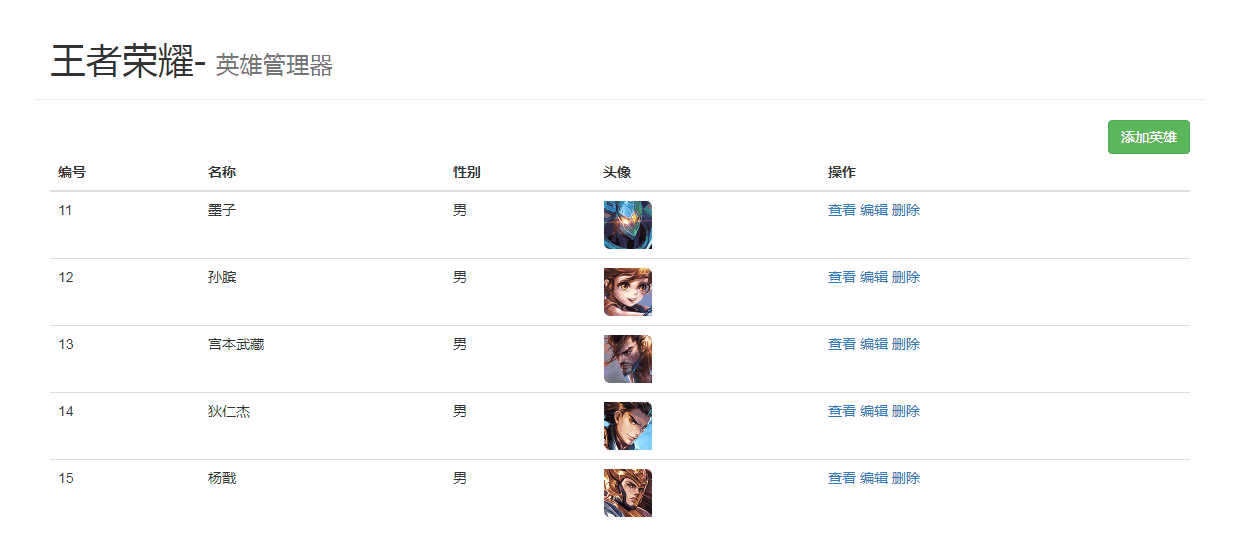 王者荣耀- 英雄管理器
添加英雄
编号 名称 性别 头像 操作
11 墨子 男 查看 编辑 删除
12 孙膑 男 查看 编辑 删除
13 宫本武藏 男 查看 编辑 删除
14 狄仁杰 男 查看 编辑 删除
15 杨戬 男 查看 编辑 删除